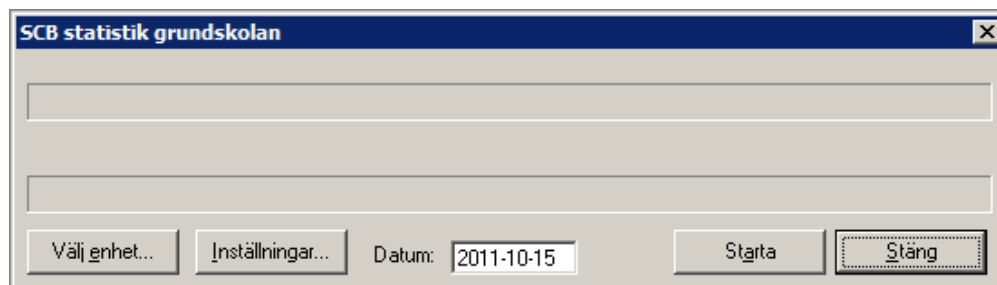 SCB statistik grundskolan
Välj enhet... Inställningar... Datum: 2011-10-15 Starta Stäng